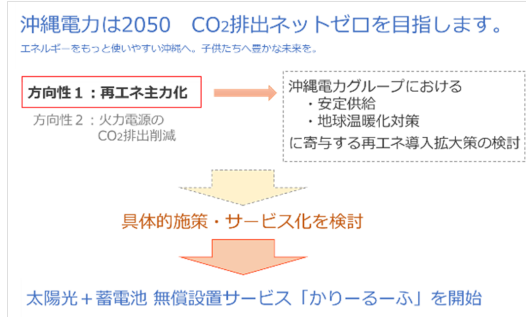 沖縄電力は2050 CO2排出ネットゼロを目指します。
エネルギーをもっと使いやすい沖縄へ。子供たちへ豊かな未来を。
方向性1：再エネ主力化
方向性2：火力電源の
CO2排出削減
沖縄電力グループにおける
・安定供給
・地球温暖化対策
に寄与する再エネ導入拡大策の検討
具体的施策・サービス化を検討
太陽光＋蓄電池 無償設置サービス「かりーるーふ」を開始